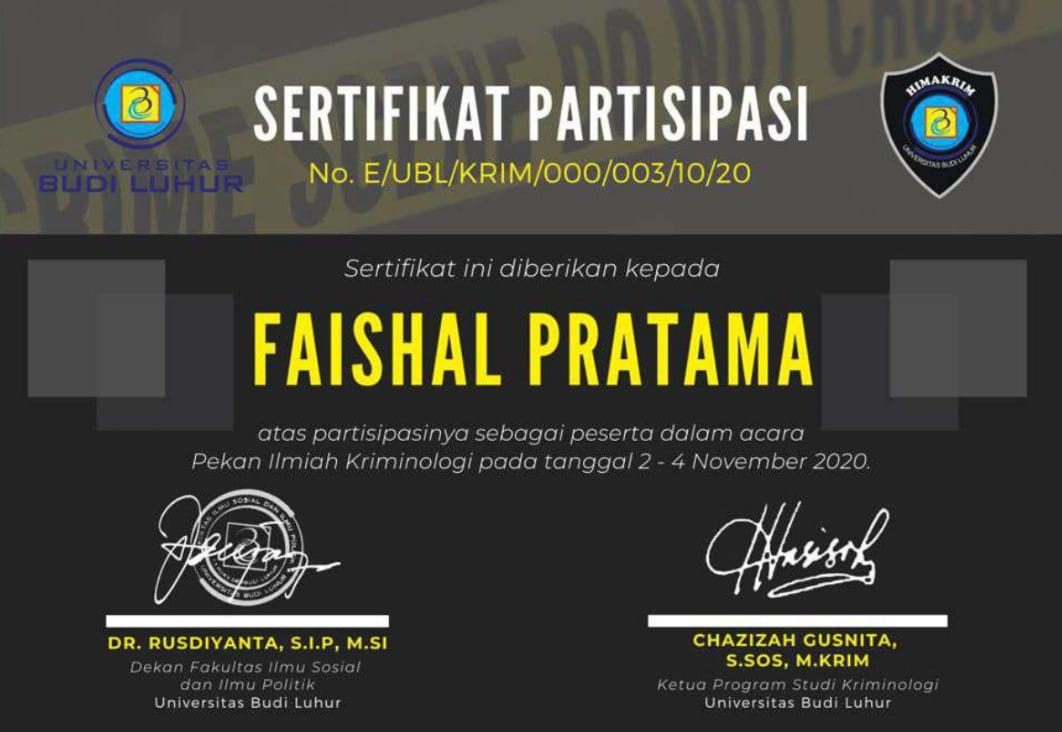 CRIME SCENE DO NOT CROSS
UNIVERSITAS
BUDI LUHUR
SERTIFIKAT PARTISIPASI
No. E/UBL/KRIM/000/003/10/20
HIMAKRIM
UNIVERSITAS BUDI LUHUR
Sertifikat ini diberikan kepada
FAISHAL PRATAMA
atas partisipasinya sebagai peserta dalam acara
Pekan Ilmiah Kriminologi pada tanggal 2 - 4 November 2020.
DR. RUSDIYANTA, S.I.P, M.SI
Dekan Fakultas Ilmu Sosial
dan Ilmu Politik
Universitas Budi Luhur
CHAZIZAH GUSNITA,
S.SOS, M.KRIM
Ketua Program Studi Kriminologi
Universitas Budi Luhur